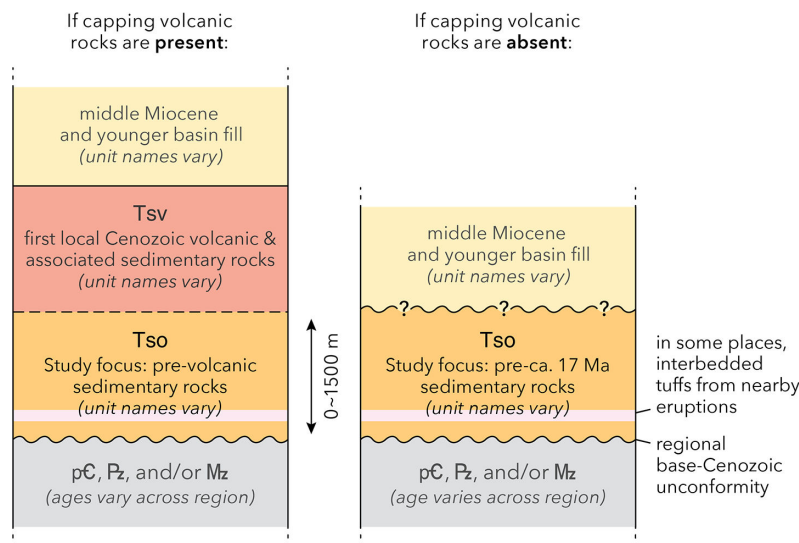 If capping volcanic
rocks are present:
middle Miocene
and younger basin fill
(unit names vary)
Tsv
first local Cenozoic volcanic &
associated sedimentary rocks
(unit names vary)
Tso
Study focus: pre-volcanic
sedimentary rocks
(unit names vary)
pꞒ, ₧, and/or Mz
(ages vary across region)
0~1500 m
If capping volcanic
rocks are absent:
middle Miocene
and younger basin fill
(unit names vary)
? ? ?
Tso
Study focus: pre-ca. 17 Ma
sedimentary rocks
(unit names vary)
pꞒ, ₧, and/or Mz
(age varies across region)
in some places,
interbedded
tuffs from nearby
eruptions
regional
base-Cenozoic
unconformity